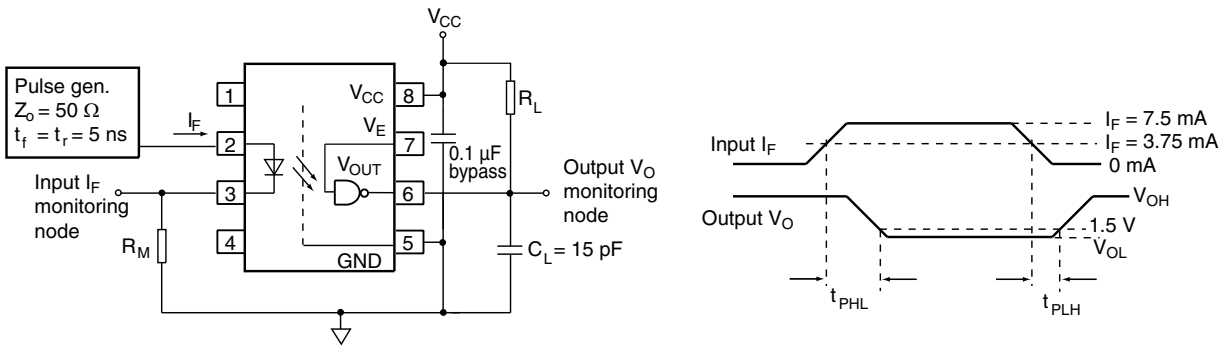 V_CC
Pulse gen.
Z_o = 50 Ω
t_f = t_r = 5 ns
I_F
1
2
3
4
V_CC
V_E
V_OUT
GND
8
7
6
5
R_L
0.1 µF
bypass
Input I_F
monitoring
node
R_M
Output V_O
monitoring
node
C_L = 15 pF
Input I_F
I_F = 7.5 mA
I_F = 3.75 mA
0 mA
Output V_O
V_OH
1.5 V
V_OL
t_PHL
t_PLH